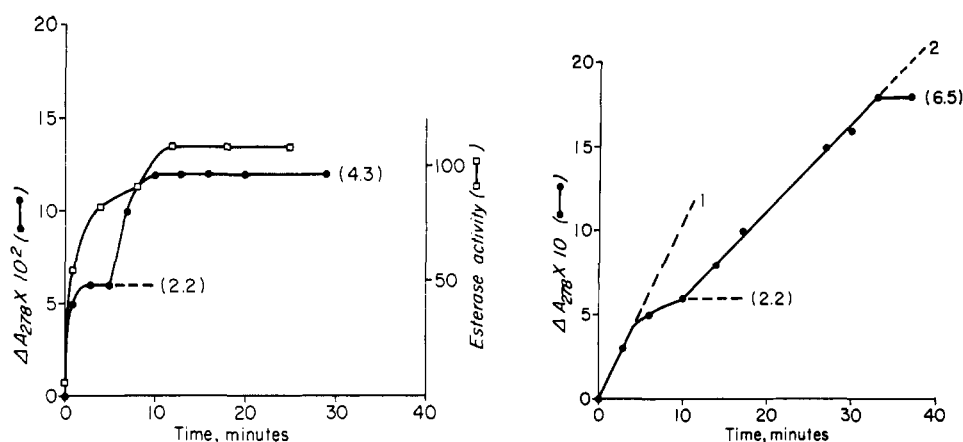 20
15
10
5
0
ΔA278 X 10² (●—●)
(4.3)
(2.2)
100
50
Esterase activity (□—□)
0 10 20 30 40
Time, minutes
20
15
10
5
0
ΔA278 X 10 (●—●)
1
2
(6.5)
(2.2)
0 10 20 30 40
Time, minutes